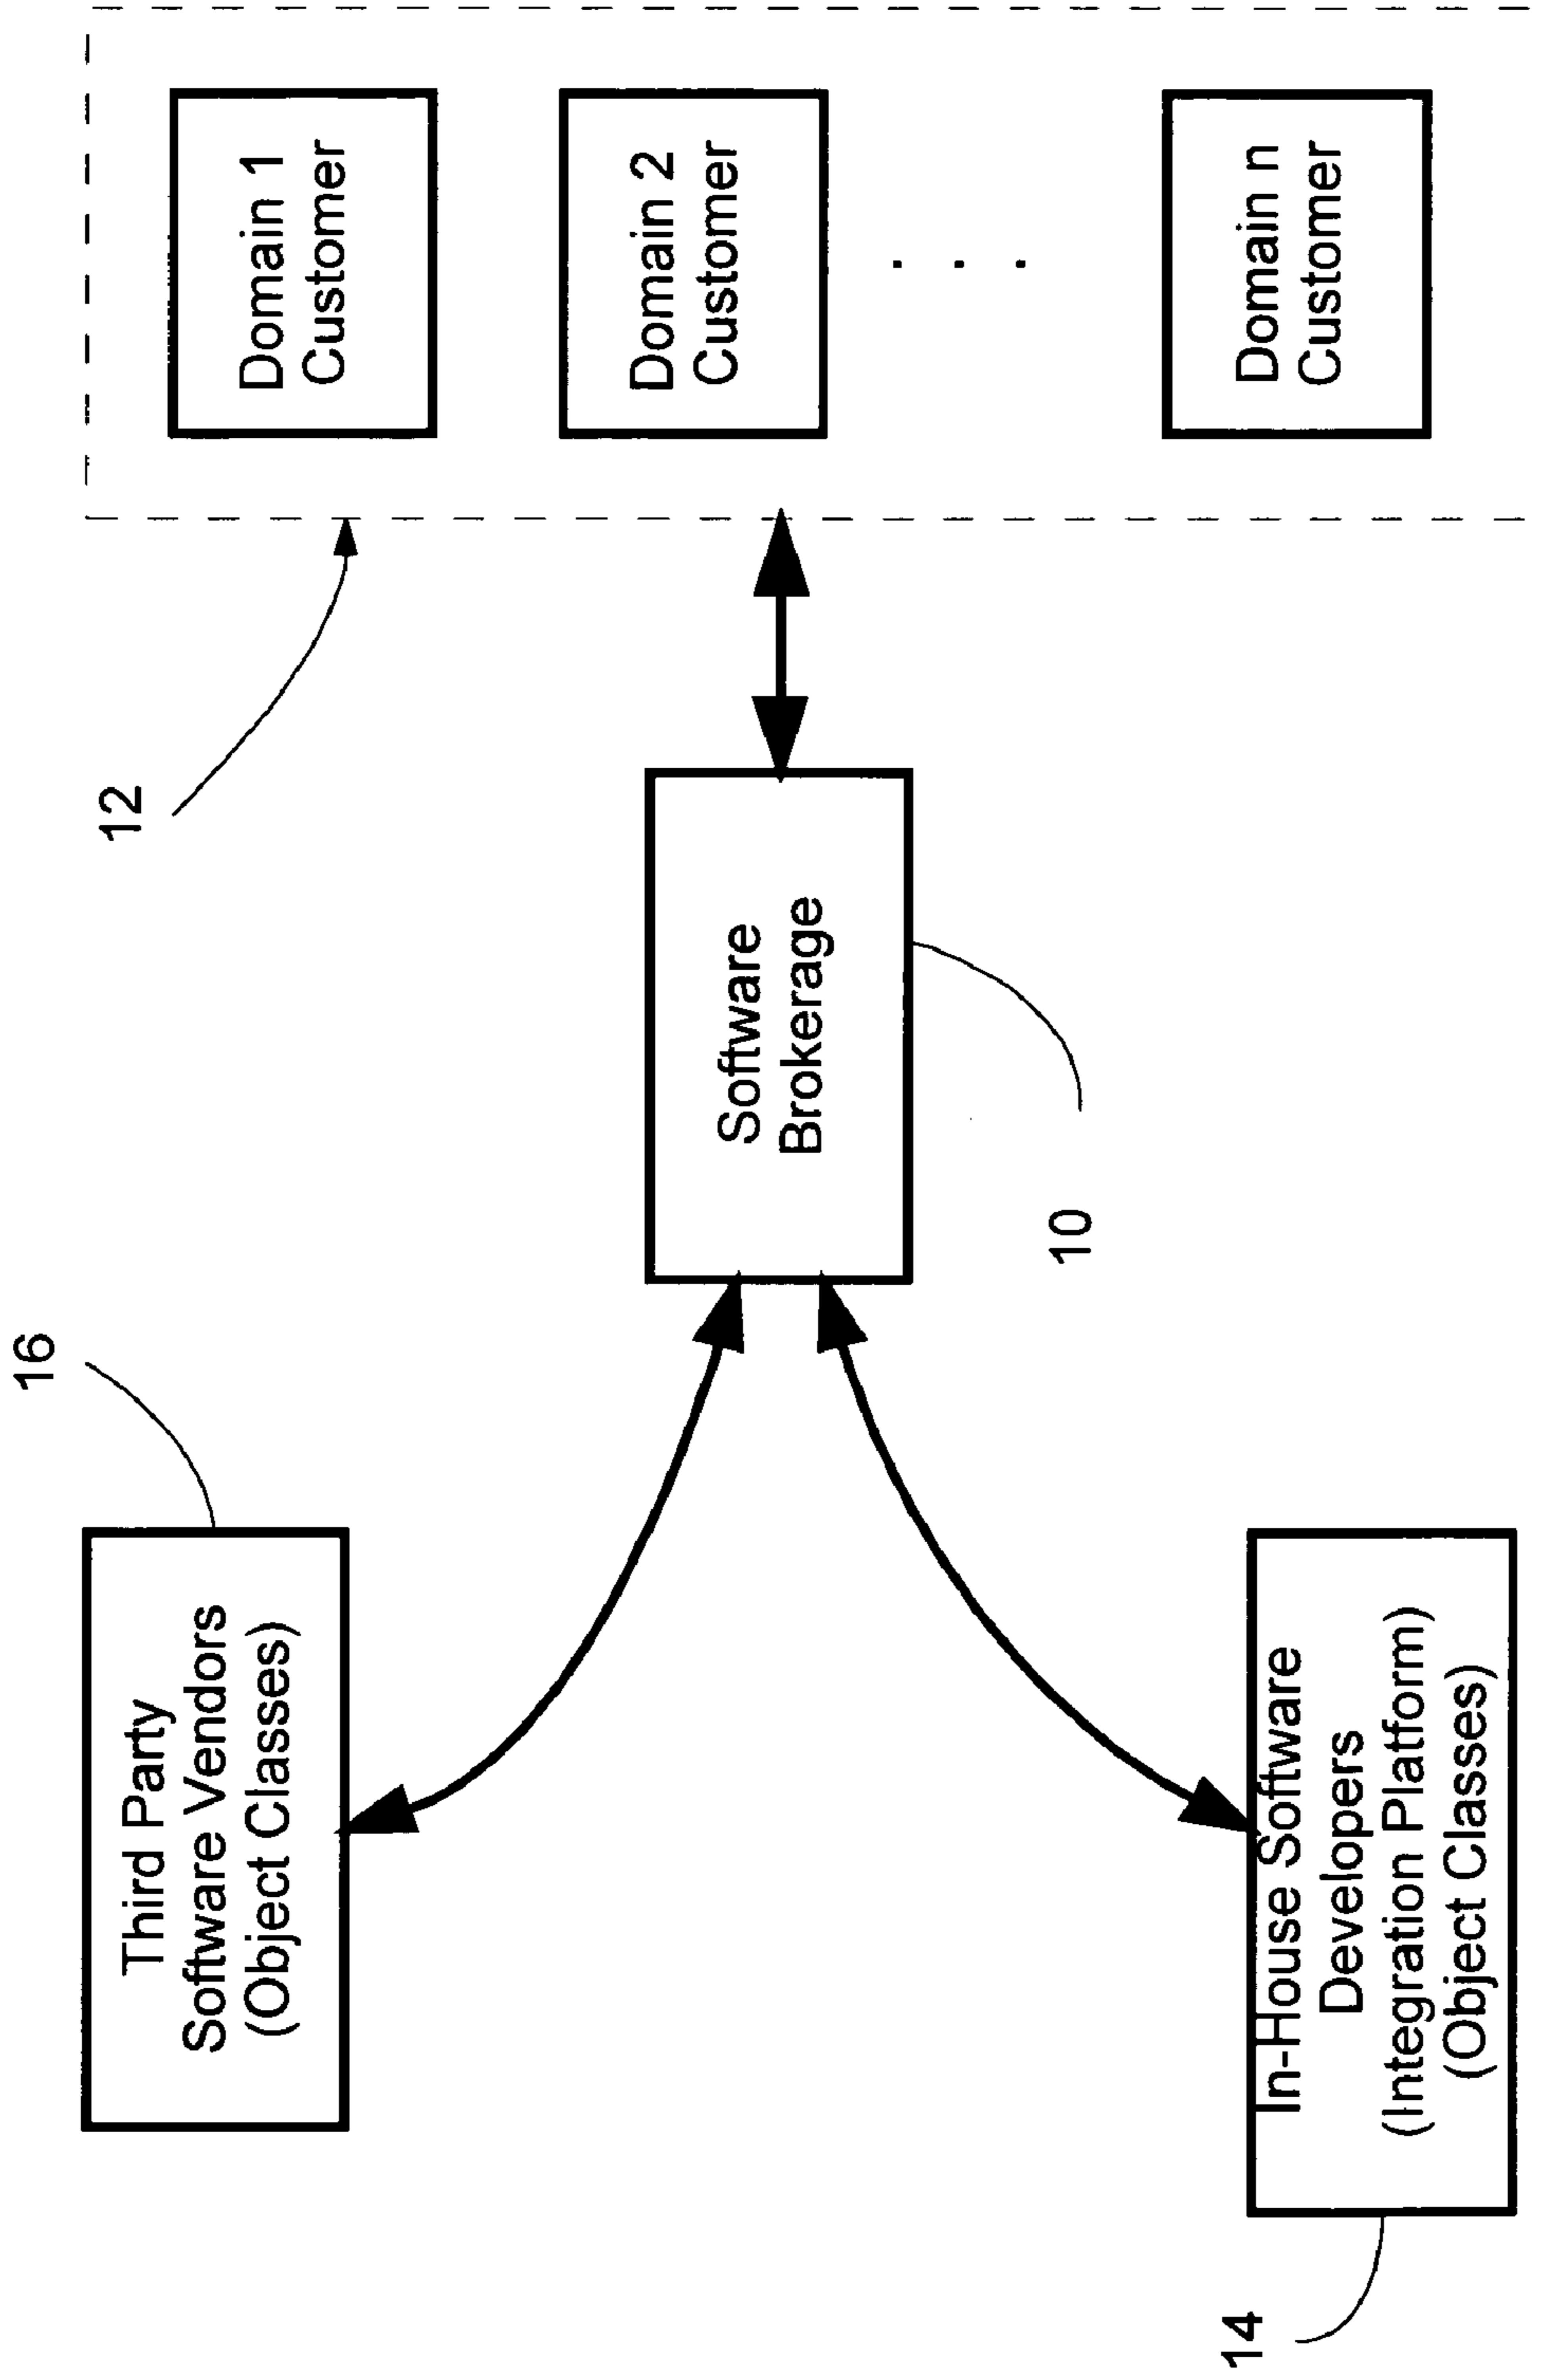 16
Third Party
Software Vendors
(Object Classes)
12
Domain 1
Customer
Domain 2
Customer
. . .
Domain n
Customer
Software
Brokerage
10
In-House Software
Developers
(Integration Platform)
(Object Classes)
14